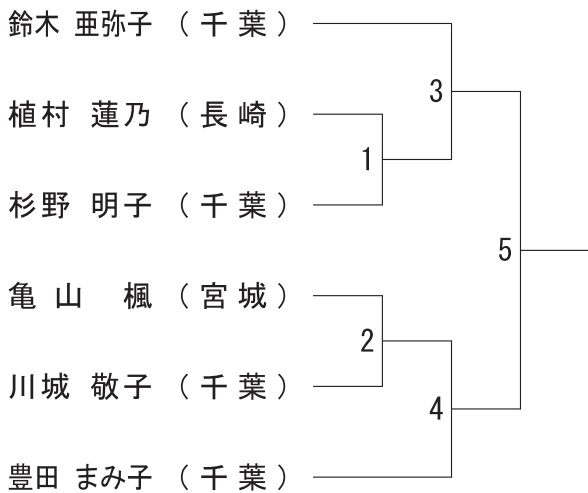 鈴木 亜弥子 （千葉）
3
植村 蓮乃 （長崎）
1
杉野 明子 （千葉）
5
亀山 楓 （宮城）
2
川城 敬子 （千葉）
4
豊田 まみ子 （千葉）